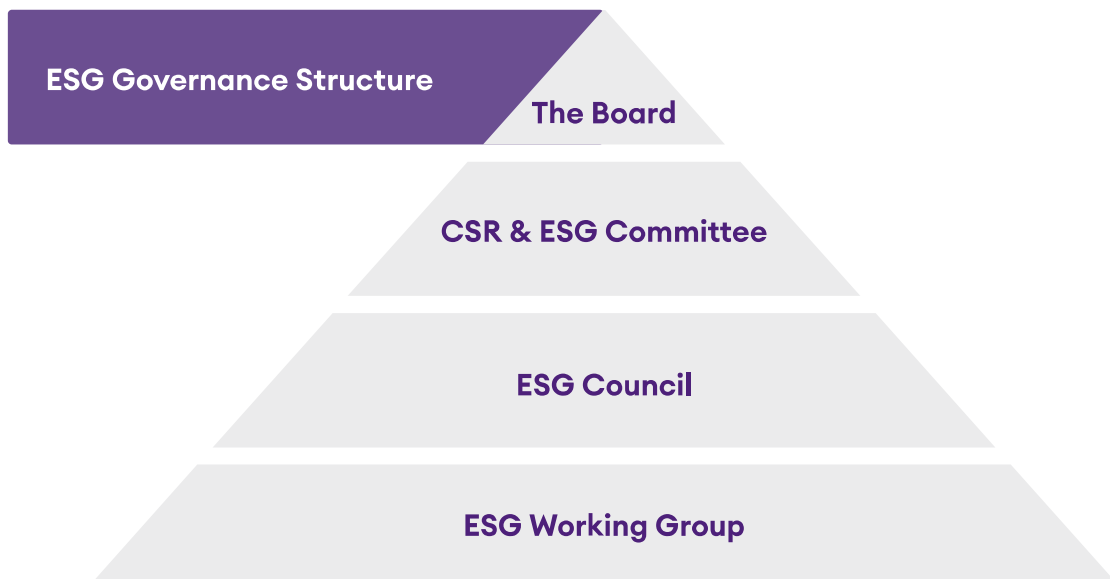 ESG Governance Structure
The Board
CSR & ESG Committee
ESG Council
ESG Working Group